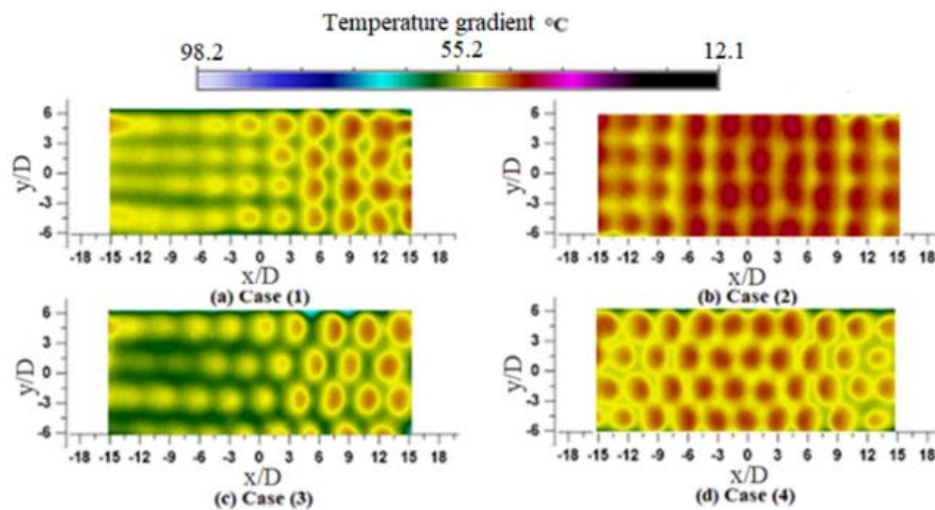 Temperature gradient °C
98.2 55.2 12.1
y/D
6
3
0
-3
-6
-18 -15 -12 -9 -6 -3 0 3 6 9 12 15 18
x/D
(a) Case (1)
y/D
6
3
0
-3
-6
-18 -15 -12 -9 -6 -3 0 3 6 9 12 15 18
x/D
(b) Case (2)
y/D
6
3
0
-3
-6
-18 -15 -12 -9 -6 -3 0 3 6 9 12 15 18
x/D
(c) Case (3)
y/D
6
3
0
-3
-6
-18 -15 -12 -9 -6 -3 0 3 6 9 12 15 18
x/D
(d) Case (4)